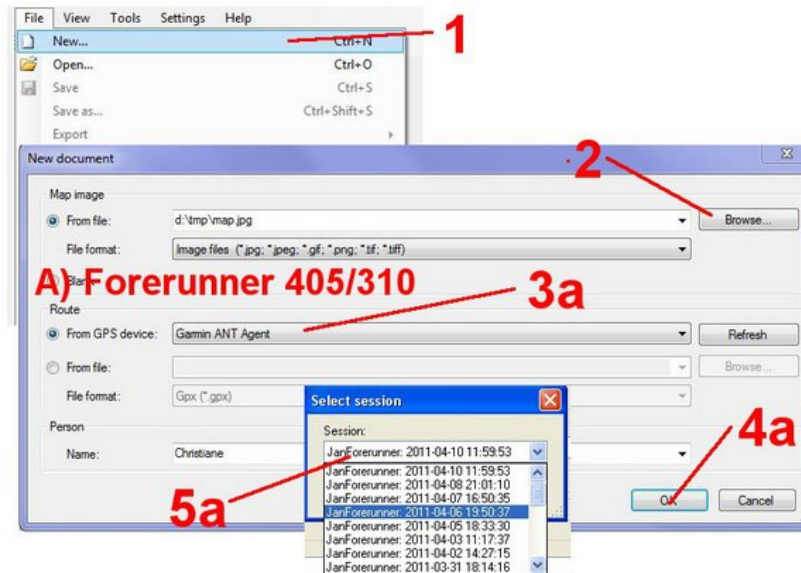 File View Tools Settings Help
New... Ctrl+N
1
Open... Ctrl+O
Save Ctrl+S
Save as... Ctrl+Shift+S
Export
New document
2
Map image
From file: d:\tmp\map.jpg Browse...
File format: Image files (*.jpg; *.jpeg; *.gif; *.png; *.tif; *.tiff)
Blank
A) Forerunner 405/310
3a
Route
From GPS device: Garmin ANT Agent Refresh
From file: Browse...
File format: Gpx (*.gpx)
Select session
Person
Session:
Name: Christiane
JanForerunner: 2011-04-10 11:59:53
4a
JanForerunner: 2011-04-10 11:59:53
JanForerunner: 2011-04-08 21:01:10
5a
JanForerunner: 2011-04-07 16:50:35
JanForerunner: 2011-04-06 19:50:37
OK Cancel
JanForerunner: 2011-04-05 18:33:30
JanForerunner: 2011-04-03 11:17:37
JanForerunner: 2011-04-02 14:27:15
JanForerunner: 2011-03-31 18:14:16